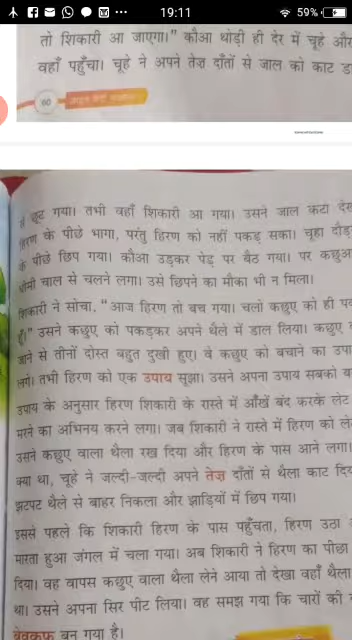 19:11
59%
तो शिकारी आ जाएगा।” कौआ थोड़ी ही देर में चूहे और
वहाँ पहुँचा। चूहे ने अपने तेज़ दाँतों से जाल को काट
60
छूट गया। तभी वहाँ शिकारी आ गया। उसने जाल कटा
हिरण के पीछे भागा, परंतु हिरण को नहीं पकड़ सका। चूहा
के पीछे छिप गया। कौआ उड़कर पेड़ पर बैठ गया। पर
धीमी चाल से चलने लगा। उसे छिपने का मौका भी न मिला।
शिकारी ने सोचा, “आज हिरण तो बच गया। चलो कछुए को ही
हूँ।” उसने कछुए को पकड़कर अपने थैले में डाल लिया। कछुए
जाने से तीनों दोस्त बहुत दुखी हुए। वे कछुए को बचाने का
लगे। तभी हिरण को एक उपाय सूझा। उसने अपना उपाय सबको
उपाय के अनुसार हिरण शिकारी के रास्ते में आँखें बंद करके लेट
मरने का अभिनय करने लगा। जब शिकारी ने रास्ते में हिरण को
उसने कछुए वाला थैला रख दिया और हिरण के पास आने लगा।
क्या था, चूहे ने जल्दी-जल्दी अपने तेज़ दाँतों से थैला काट
झटपट थैले से बाहर निकला और झाड़ियों में छिप गया।
इससे पहले कि शिकारी हिरण के पास पहुँचता, हिरण उठा
मारता हुआ जंगल में चला गया। अब शिकारी ने हिरण का पीछा
दिया। वह वापस कछुए वाला थैला लेने आया तो देखा वहाँ थैला
था। उसने अपना सिर पीट लिया। वह समझ गया कि चारों की
बेवकूफ़ बन गया है।